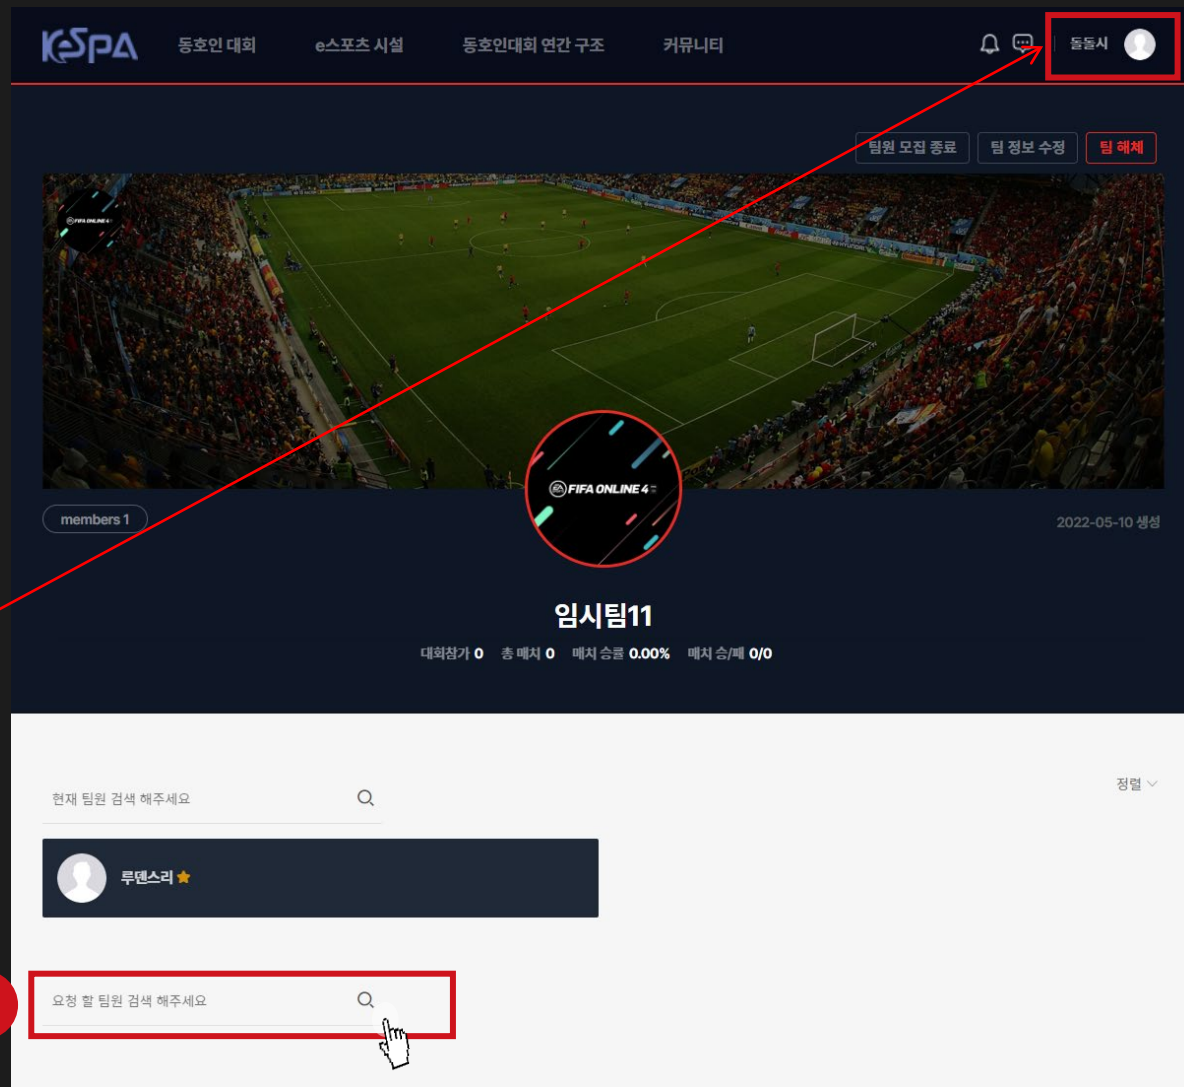 KeSPA 동호인 대회 e스포츠 시설 동호인대회 연간 구조 커뮤니티 돌돌시
팀원 모집 종료 팀 정보 수정 팀 해체
FIFA ONLINE 4
EA FIFA ONLINE 4
members 1 2022-05-10 생성
임시팀11
대회참가 0 총 매치 0 매치 승률 0.00% 매치 승/패 0/0
현재 팀원 검색 해주세요 정렬
루덴스리
요청 할 팀원 검색 해주세요